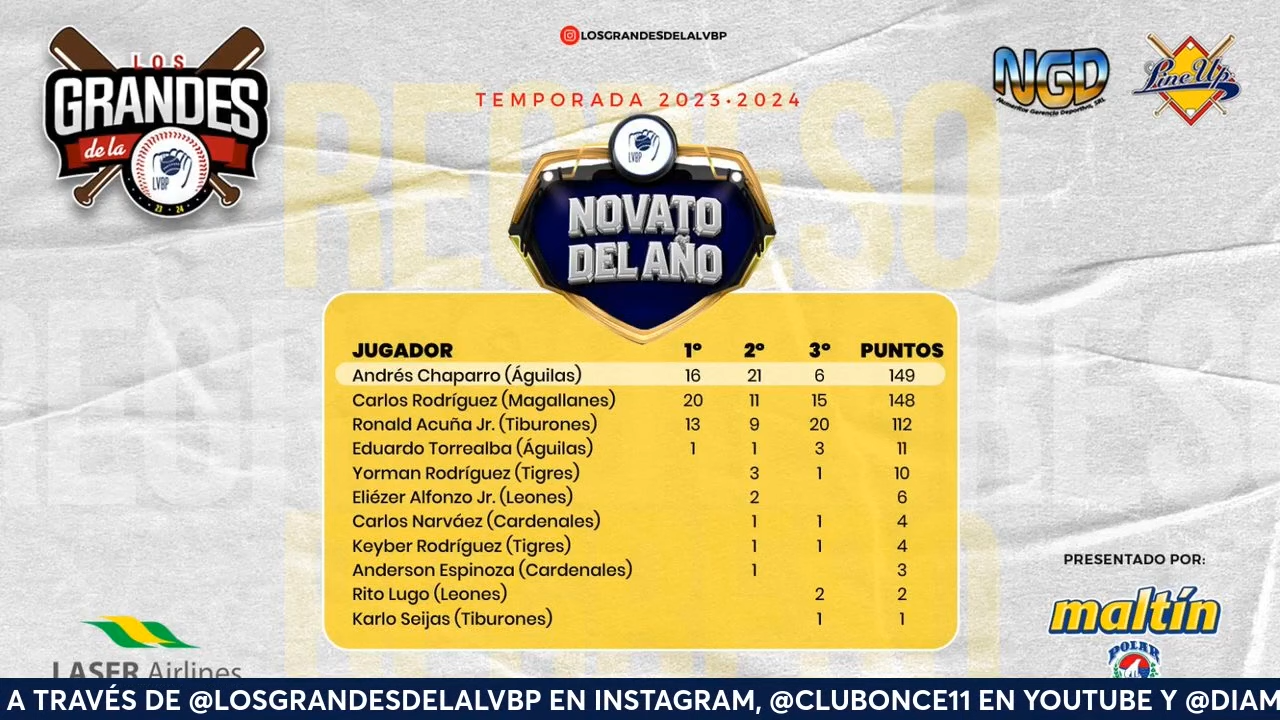 LOS
GRANDES
de la
LVBP
23 - 24
LOSGRANDESDELALVBP
TEMPORADA 2023•2024
NGD
Numeritos Gerencia Deportiva, SRL
Line Up
LVBP
NOVATO
DEL AÑO
JUGADOR 1º 2º 3º PUNTOS
Andrés Chaparro (Águilas) 16 21 6 149
Carlos Rodríguez (Magallanes) 20 11 15 148
Ronald Acuña Jr. (Tiburones) 13 9 20 112
Eduardo Torrealba (Águilas) 1 1 3 11
Yorman Rodríguez (Tigres) 3 1 10
Eliézer Alfonzo Jr. (Leones) 2 6
Carlos Narváez (Cardenales) 1 1 4
Keyber Rodríguez (Tigres) 1 1 4
Anderson Espinoza (Cardenales) 1 3
Rito Lugo (Leones) 2 2
Karlo Seijas (Tiburones) 1 1
PRESENTADO POR:
maltín
POLAR
LASER Airlines
A TRAVÉS DE @LOSGRANDESDELALVBP EN INSTAGRAM, @CLUBONCE11 EN YOUTUBE Y @DIAM